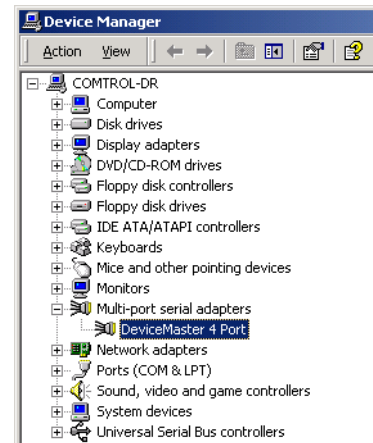 Device Manager
Action View
COMTROL-DR
Computer
Disk drives
Display adapters
DVD/CD-ROM drives
Floppy disk controllers
Floppy disk drives
IDE ATA/ATAPI controllers
Keyboards
Mice and other pointing devices
Monitors
Multi-port serial adapters
DeviceMaster 4 Port
Network adapters
Ports (COM & LPT)
Sound, video and game controllers
System devices
Universal Serial Bus controllers